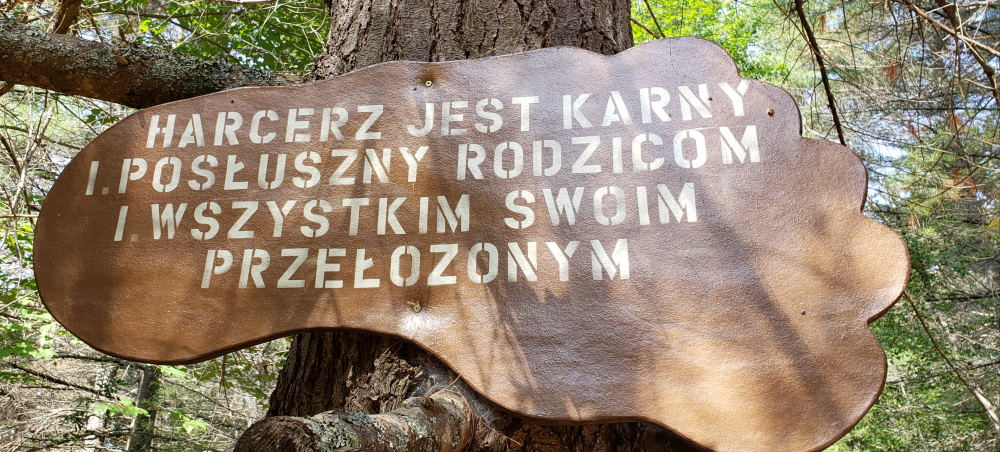 HARCERZ JEST KARNY
I. POSŁUSZNY RODZICOM
I. WSZYSTKIM SWOIM
PRZEŁOZONYM